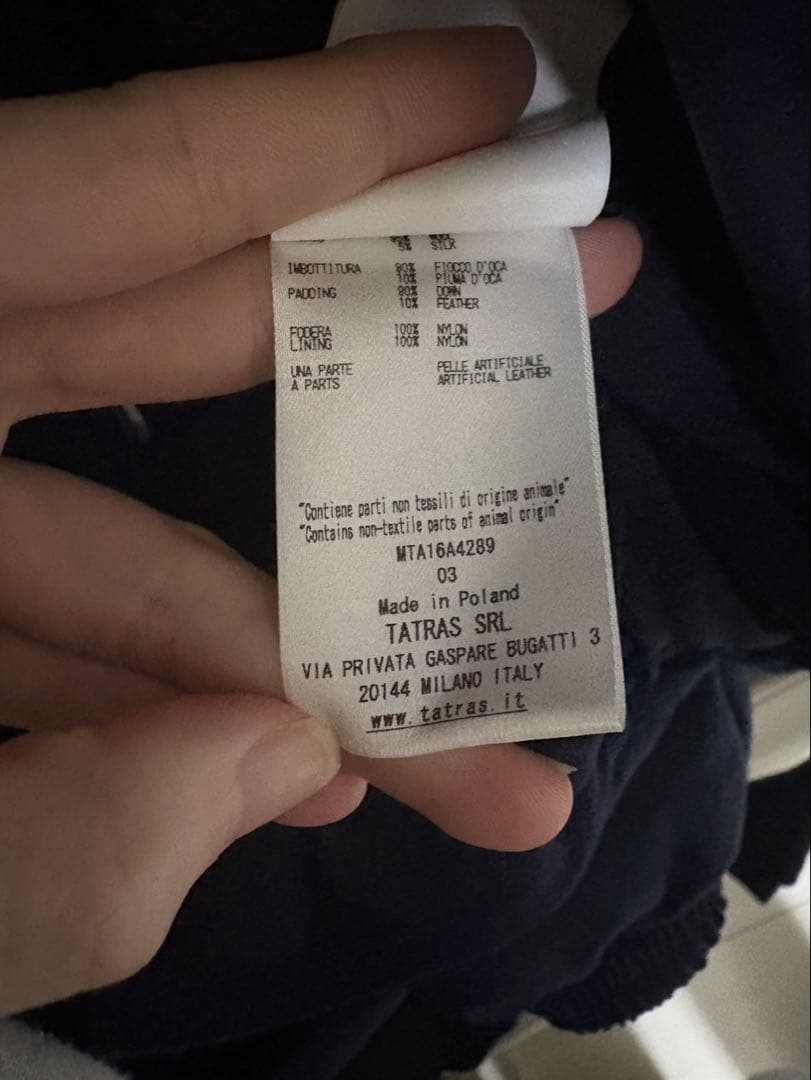 5% SILK
IMBOTTITURA 90% FIOCCO D'OCA
10% PIUMA D'OCA
PADDING 90% DOWN
10% FEATHER
FODERA 100% NYLON
LINING 100% NYLON
UNA PARTE PELLE ARTIFICIALE
A PARTS ARTIFICIAL LEATHER
"Contiene parti non tessili di origine animale"
"Contains non-textile parts of animal origin"
MTA16A4289
03
Made in Poland
TATRAS SRL
VIA PRIVATA GASPARE BUGATTI 3
20144 MILANO ITALY
www.tatras.it